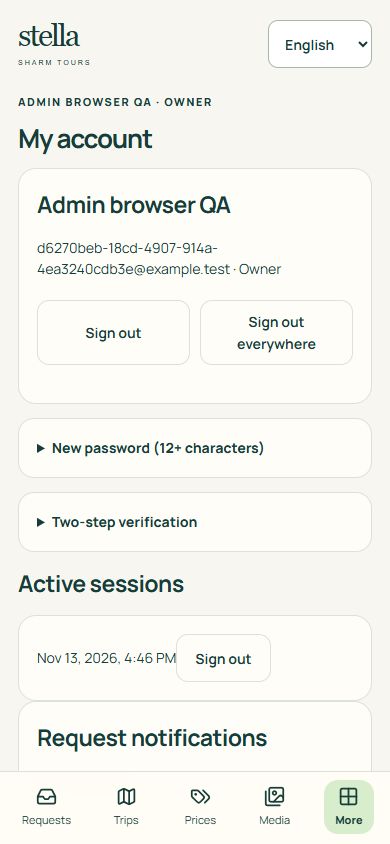 stella
SHARM TOURS
English
ADMIN BROWSER QA · OWNER
My account
Admin browser QA
d6270beb-18cd-4907-914a-
4ea3240cdb3e@example.test · Owner
Sign out
Sign out
everywhere
New password (12+ characters)
Two-step verification
Active sessions
Nov 13, 2026, 4:46 PM
Sign out
Request notifications
Requests
Trips
Prices
Media
More